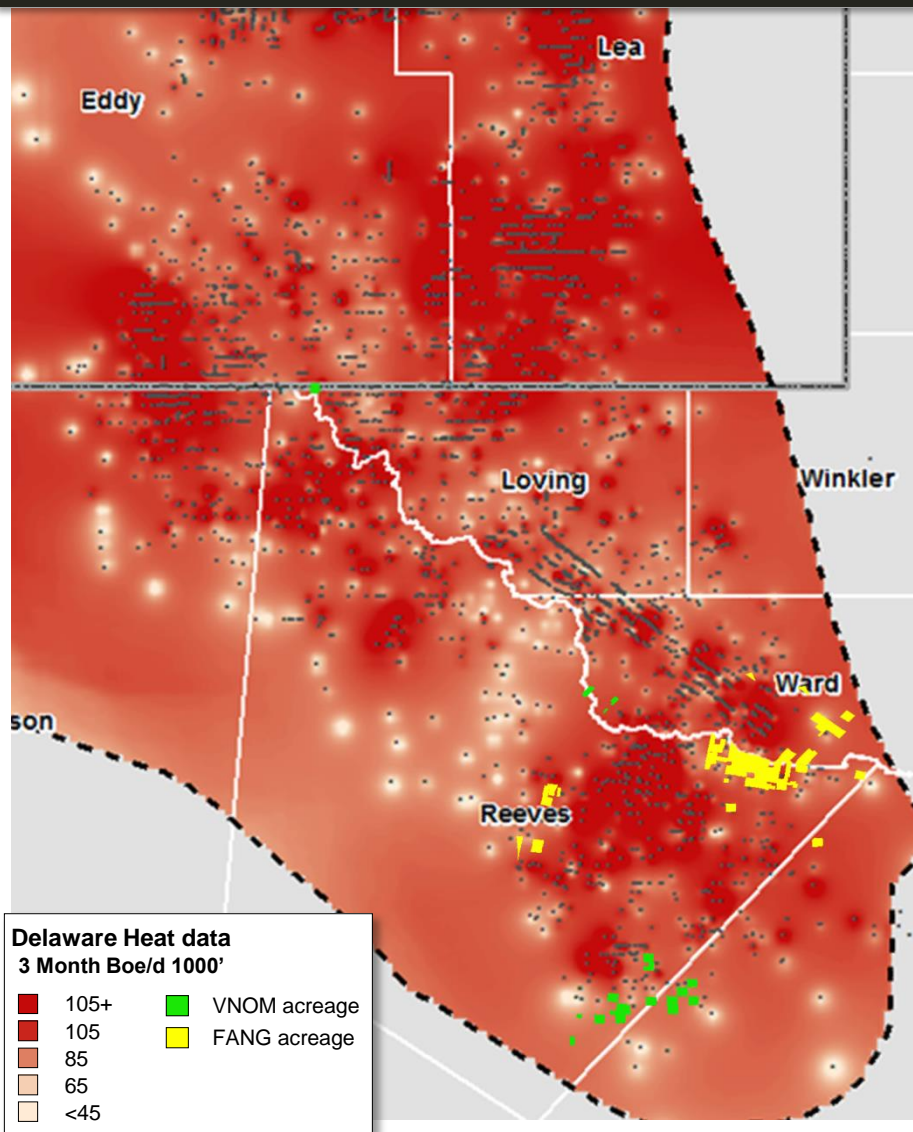 Lea
Eddy
Loving
Winkler
Ward
son
Reeves
Delaware Heat data
3 Month Boe/d 1000'
105+
105
85
65
<45
VNOM acreage
FANG acreage